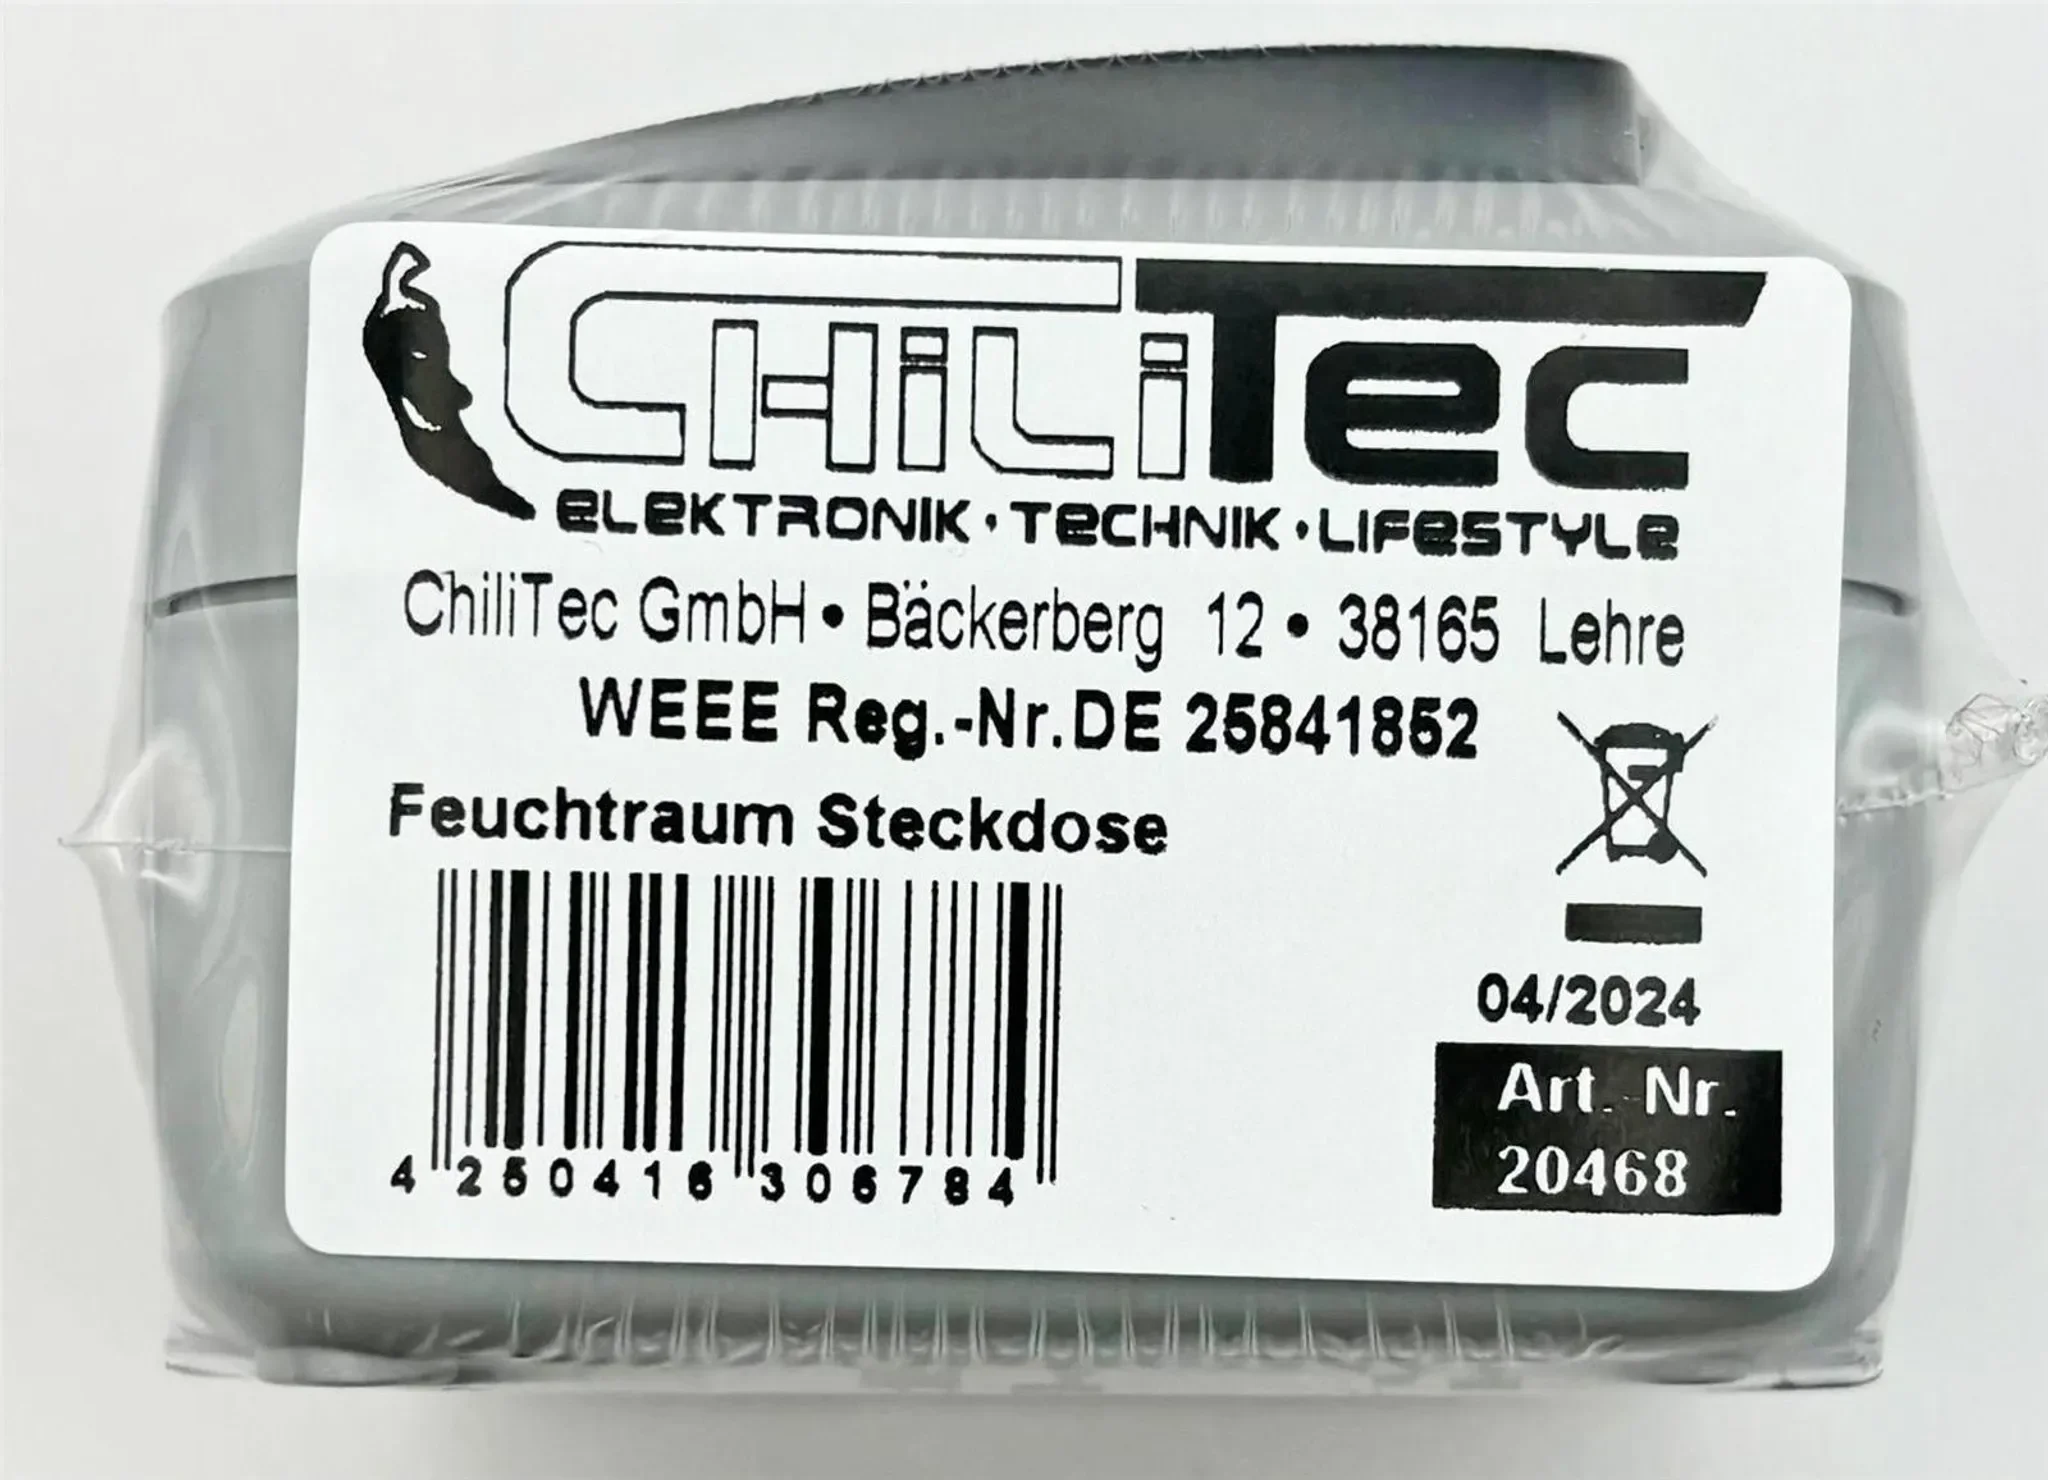 CHiLiTec
ELEKTRONIK · TECHNIK · LIFESTYLE
ChiliTec GmbH • Bäckerberg 12 • 38165 Lehre
WEEE Reg.-Nr.DE 25841852
Feuchtraum Steckdose
4 250416 306784
04/2024
Art.-Nr.
20468